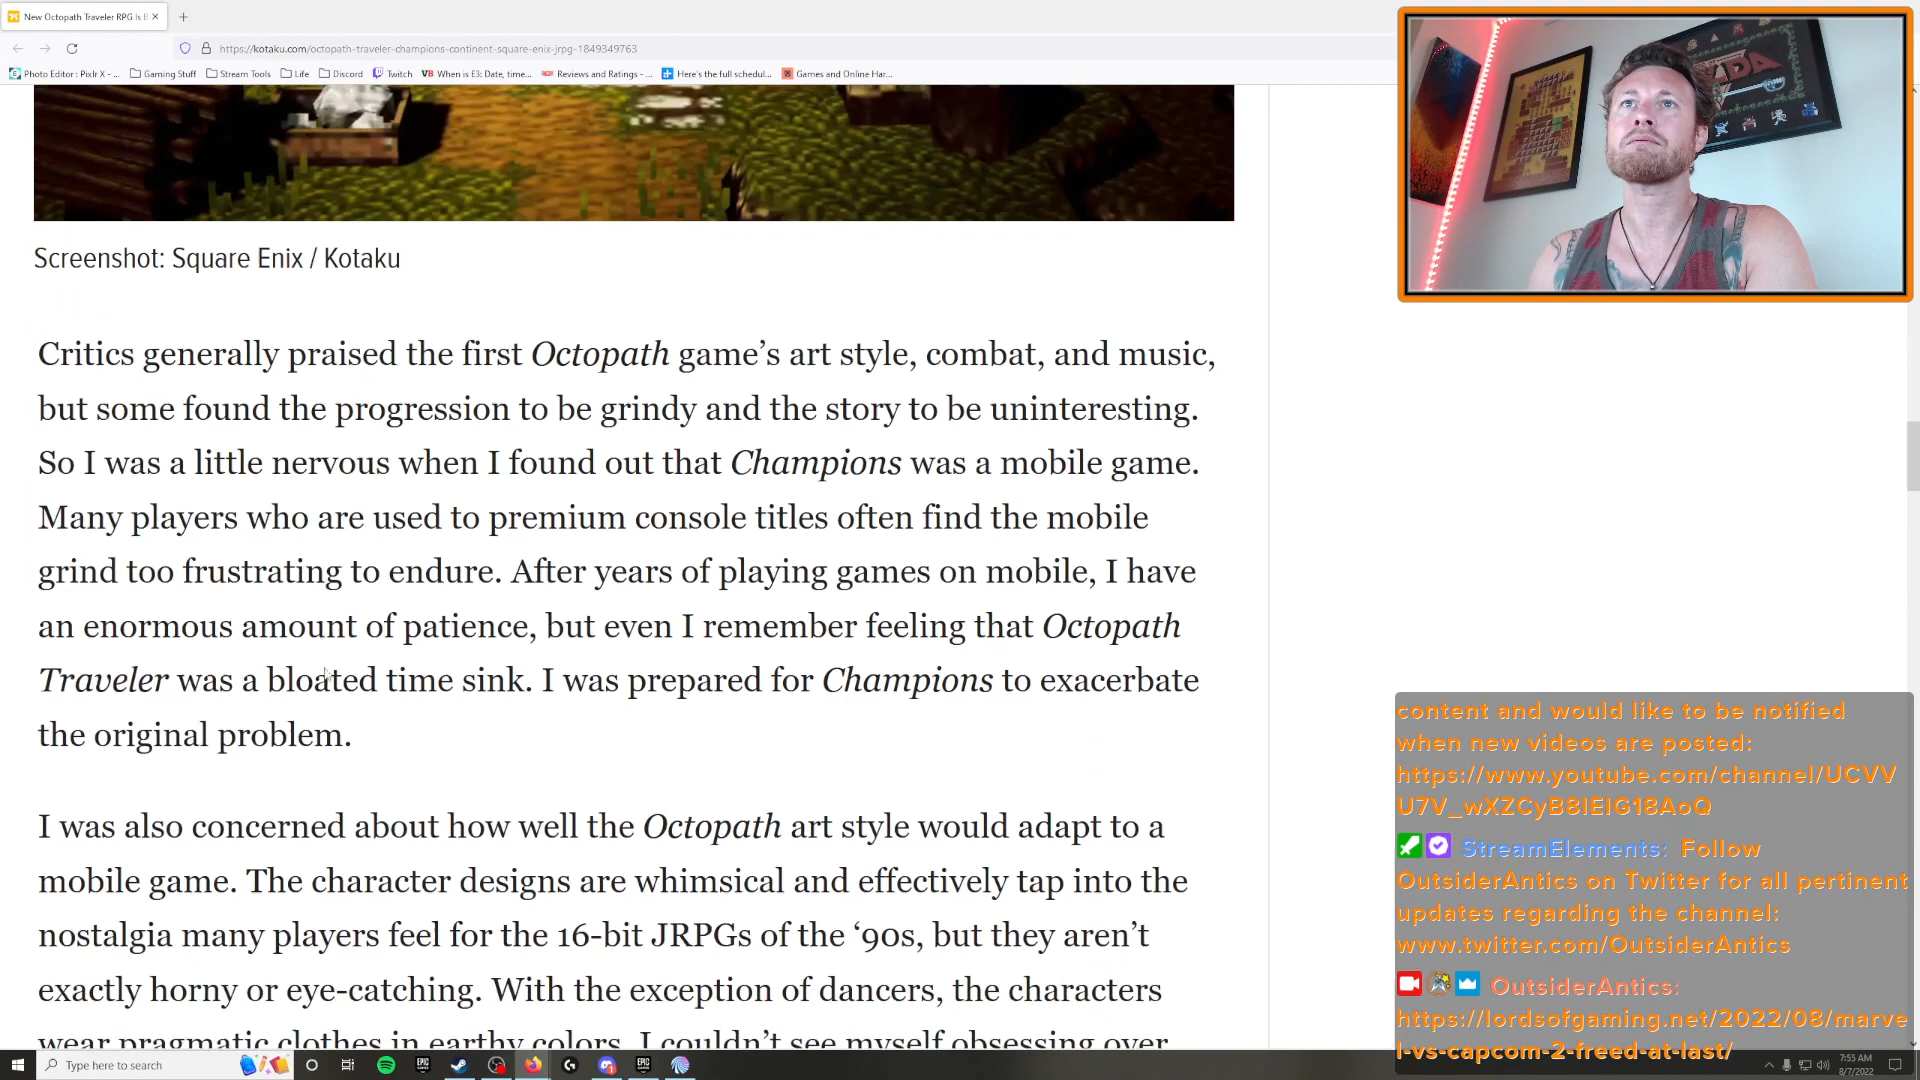 New Octopath Traveler RPG Is B
https://kotaku.com/octopath-traveler-champions-continent-square-enix-jrpg-1849349763
Photo Editor : Pixlr X - ... Gaming Stuff Stream Tools Life Discord Twitch When is E3: Date, time... Reviews and Ratings - ... Here's the full schedul... Games and Online Har...
Screenshot: Square Enix / Kotaku
Critics generally praised the first Octopath game’s art style, combat, and music,
but some found the progression to be grindy and the story to be uninteresting.
So I was a little nervous when I found out that Champions was a mobile game.
Many players who are used to premium console titles often find the mobile
grind too frustrating to endure. After years of playing games on mobile, I have
an enormous amount of patience, but even I remember feeling that Octopath
Traveler was a bloated time sink. I was prepared for Champions to exacerbate
the original problem.
I was also concerned about how well the Octopath art style would adapt to a
mobile game. The character designs are whimsical and effectively tap into the
nostalgia many players feel for the 16-bit JRPGs of the ‘90s, but they aren’t
exactly horny or eye-catching. With the exception of dancers, the characters
wear pragmatic clothes in earthy colors. I couldn’t see myself obsessing over
content and would like to be notified
when new videos are posted:
https://www.youtube.com/channel/UCVV
U7V_wXZCyB8IEIG18AoQ
StreamElements: Follow
OutsiderAntics on Twitter for all pertinent
updates regarding the channel:
www.twitter.com/OutsiderAntics
OutsiderAntics:
https://lordsofgaming.net/2022/08/marve
l-vs-capcom-2-freed-at-last/
Type here to search
7:55 AM
8/7/2022